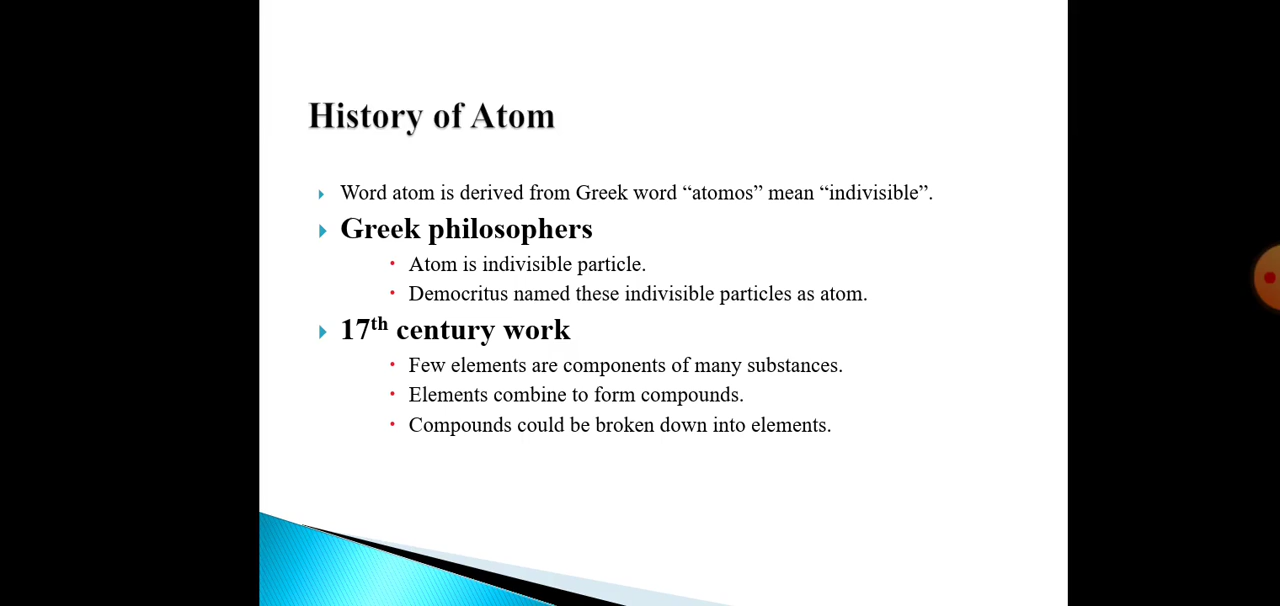 History of Atom
Word atom is derived from Greek word “atomos” mean “indivisible”.
Greek philosophers
Atom is indivisible particle.
Democritus named these indivisible particles as atom.
17th century work
Few elements are components of many substances.
Elements combine to form compounds.
Compounds could be broken down into elements.